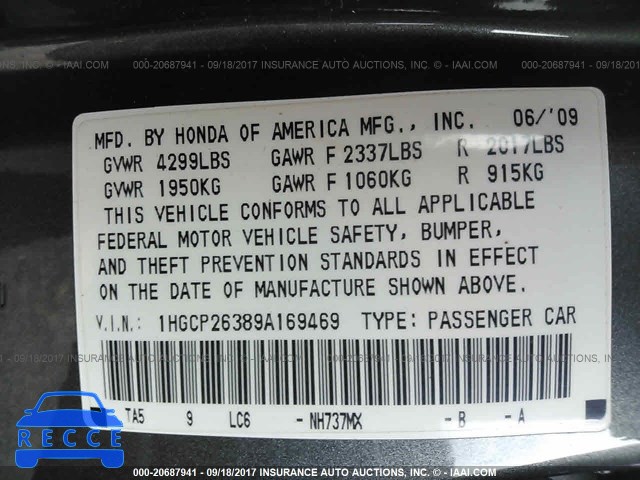 000-20687941 - 09/18/2017 INSURANCE AUTO AUCTIONS, INC. © - IAAI.COM
MFD. BY HONDA OF AMERICA MFG., INC. 06/'09
GVWR 4299LBS GAWR F 2337LBS R 2017LBS
GVWR 1950KG GAWR F 1060KG R 915KG
THIS VEHICLE CONFORMS TO ALL APPLICABLE
FEDERAL MOTOR VEHICLE SAFETY, BUMPER,
AND THEFT PREVENTION STANDARDS IN EFFECT
ON THE DATE OF MANUFACTURE SHOWN ABOVE.
V.I.N.: 1HGCP26389A169469 TYPE: PASSENGER CAR
TA5 9 LC6 - NH737MX - B - A
RECCE
000-20687941 - 09/18/2017 INSURANCE AUTO AUCTIONS, INC. © - IAAI.COM